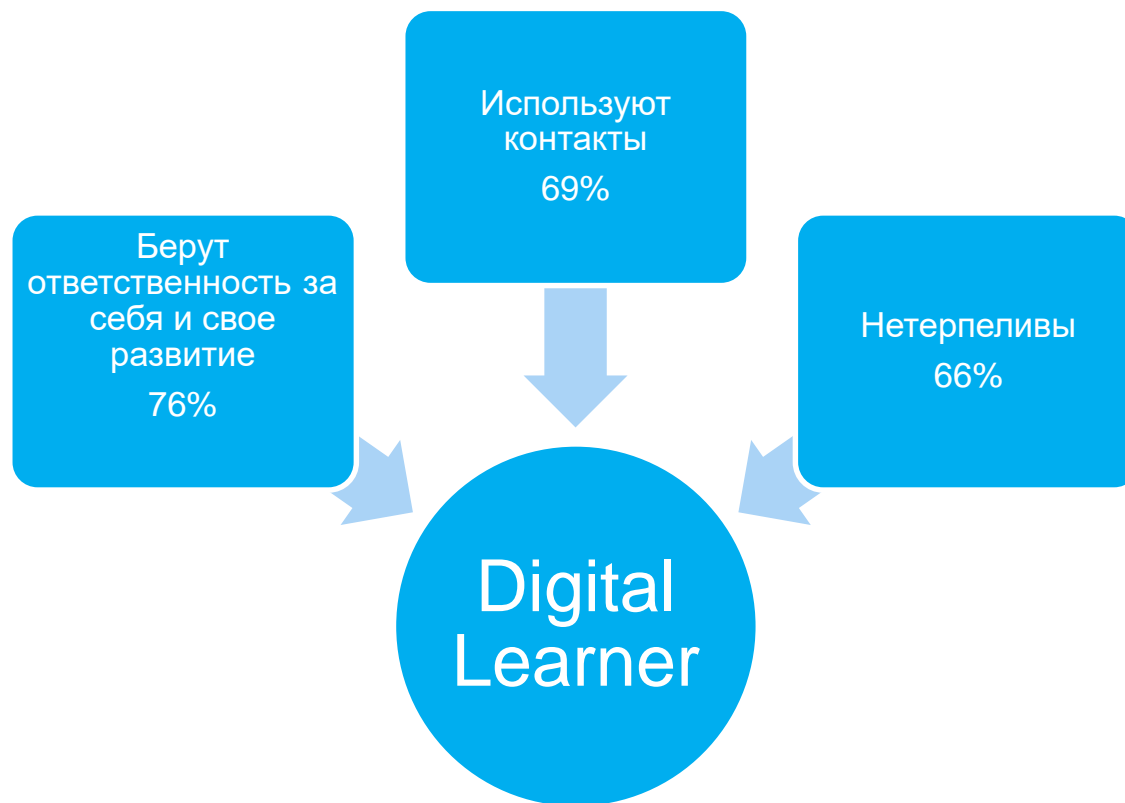 Используют
контакты
69%
Берут
ответственность за
себя и свое
развитие
76%
Нетерпеливы
66%
Digital
Learner